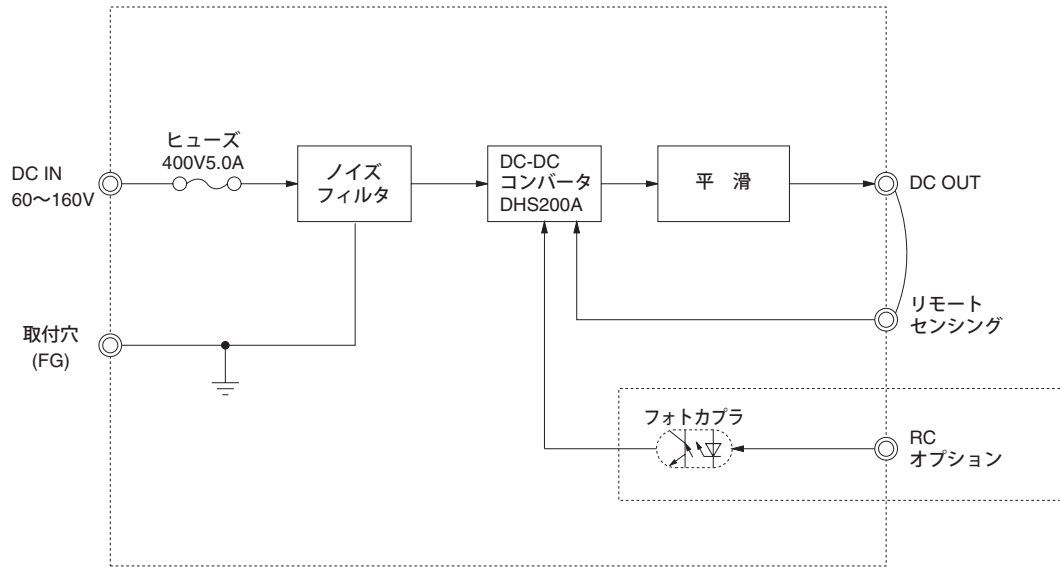 ヒューズ
400V5.0A
DC IN
60～160V
ノイズ
フィルタ
DC-DC
コンバータ
DHS200A
平 滑
DC OUT
取付穴
(FG)
リモート
センシング
フォトカプラ
RC
オプション